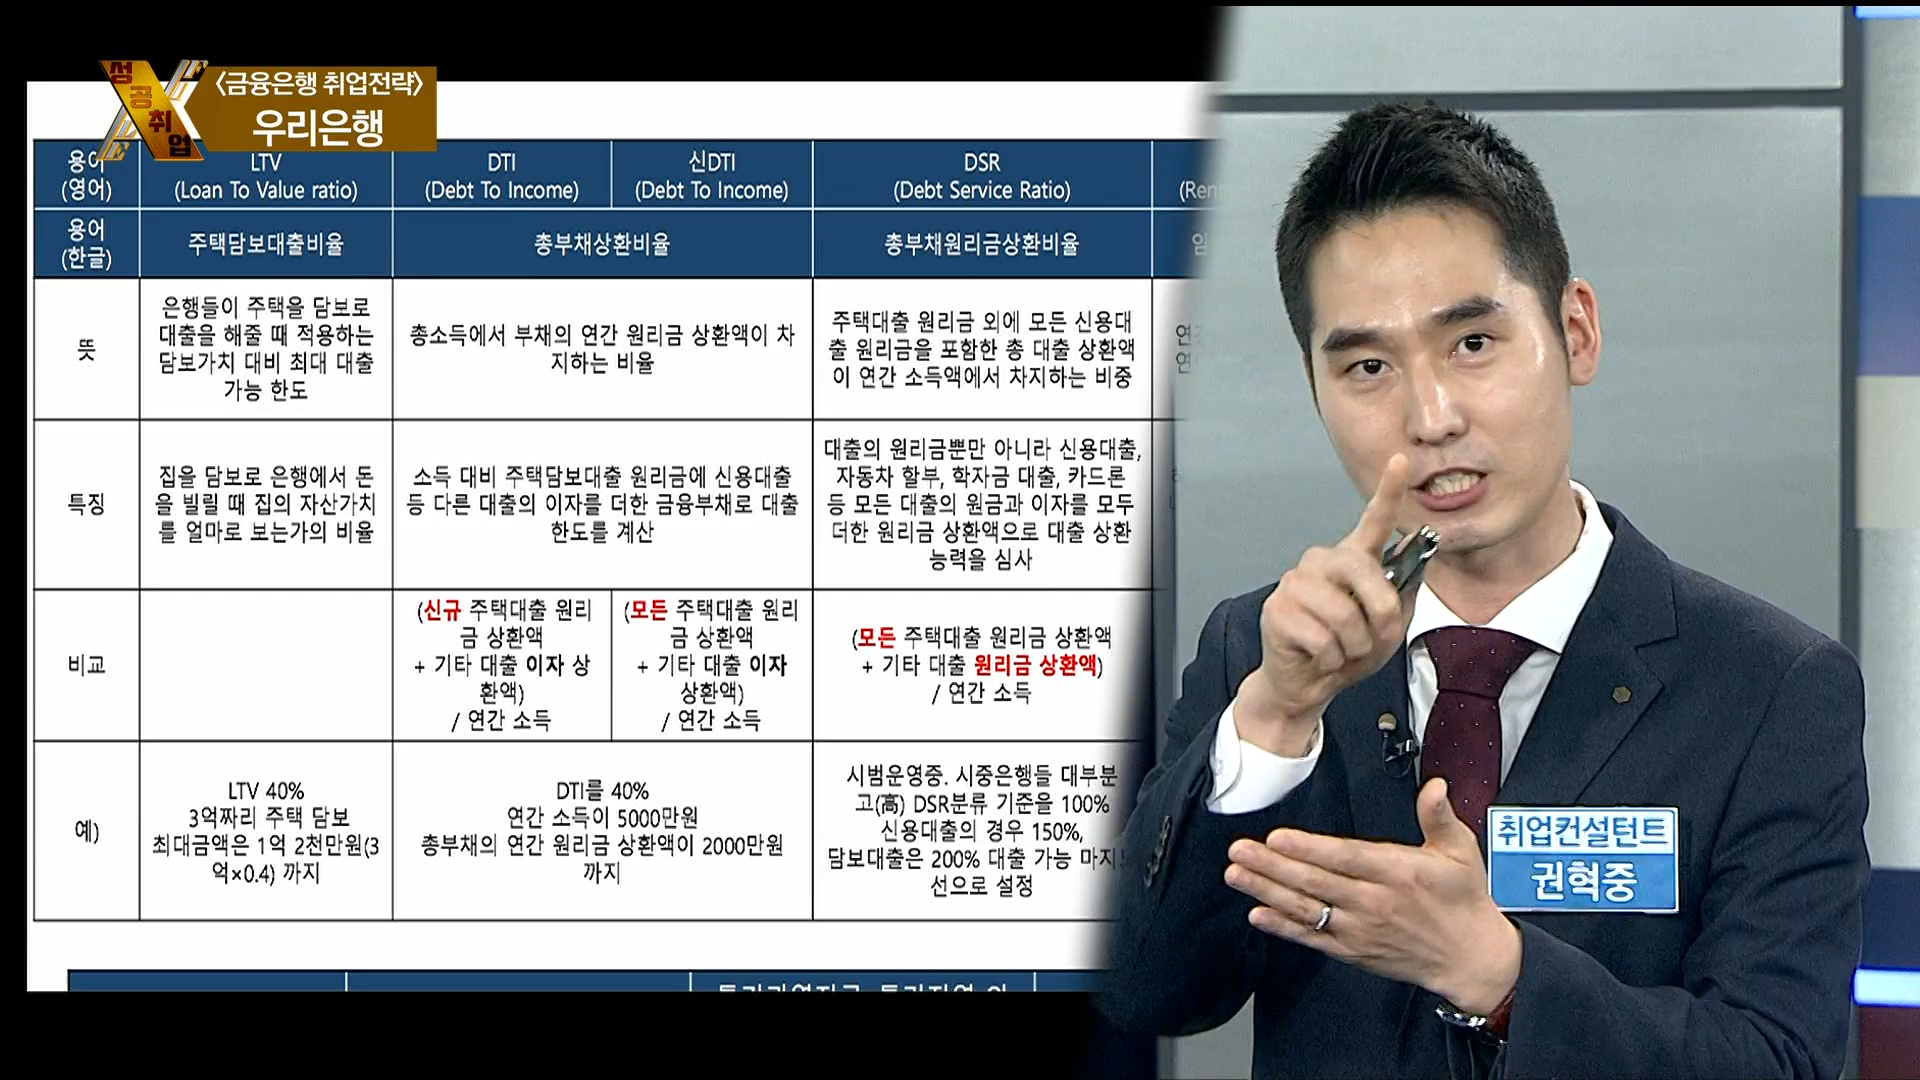 성공취업
<금융은행 취업전략>
우리은행
용어
(영어)
LTV
(Loan To Value ratio)
DTI
(Debt To Income)
신DTI
(Debt To Income)
DSR
(Debt Service Ratio)
용어
(한글)
주택담보대출비율
총부채상환비율
총부채원리금상환비율
뜻
은행들이 주택을 담보로
대출을 해줄 때 적용하는
담보가치 대비 최대 대출
가능 한도
총소득에서 부채의 연간 원리금 상환액이 차
지하는 비율
주택대출 원리금 외에 모든 신용대
출 원리금을 포함한 총 대출 상환액
이 연간 소득액에서 차지하는 비중
특징
집을 담보로 은행에서 돈
을 빌릴 때 집의 자산가치
를 얼마로 보는가의 비율
소득 대비 주택담보대출 원리금에 신용대출
등 다른 대출의 이자를 더한 금융부채로 대출
한도를 계산
대출의 원리금뿐만 아니라 신용대출,
자동차 할부, 학자금 대출, 카드론
등 모든 대출의 원금과 이자를 모두
더한 원리금 상환액으로 대출 상환
능력을 심사
비교
(신규 주택대출 원리
금 상환액
+ 기타 대출 이자 상
환액)
/ 연간 소득
(모든 주택대출 원리
금 상환액
+ 기타 대출 이자
상환액)
/ 연간 소득
(모든 주택대출 원리금 상환액
+ 기타 대출 원리금 상환액)
/ 연간 소득
예)
LTV 40%
3억짜리 주택 담보
최대금액은 1억 2천만원(3
억×0.4) 까지
DTI를 40%
연간 소득이 5000만원
총부채의 연간 원리금 상환액이 2000만원
까지
시범운영중. 시중은행들 대부분
고(高) DSR분류 기준을 100%
신용대출의 경우 150%,
담보대출은 200% 대출 가능 마지노
선으로 설정
취업컨설턴트
권혁중